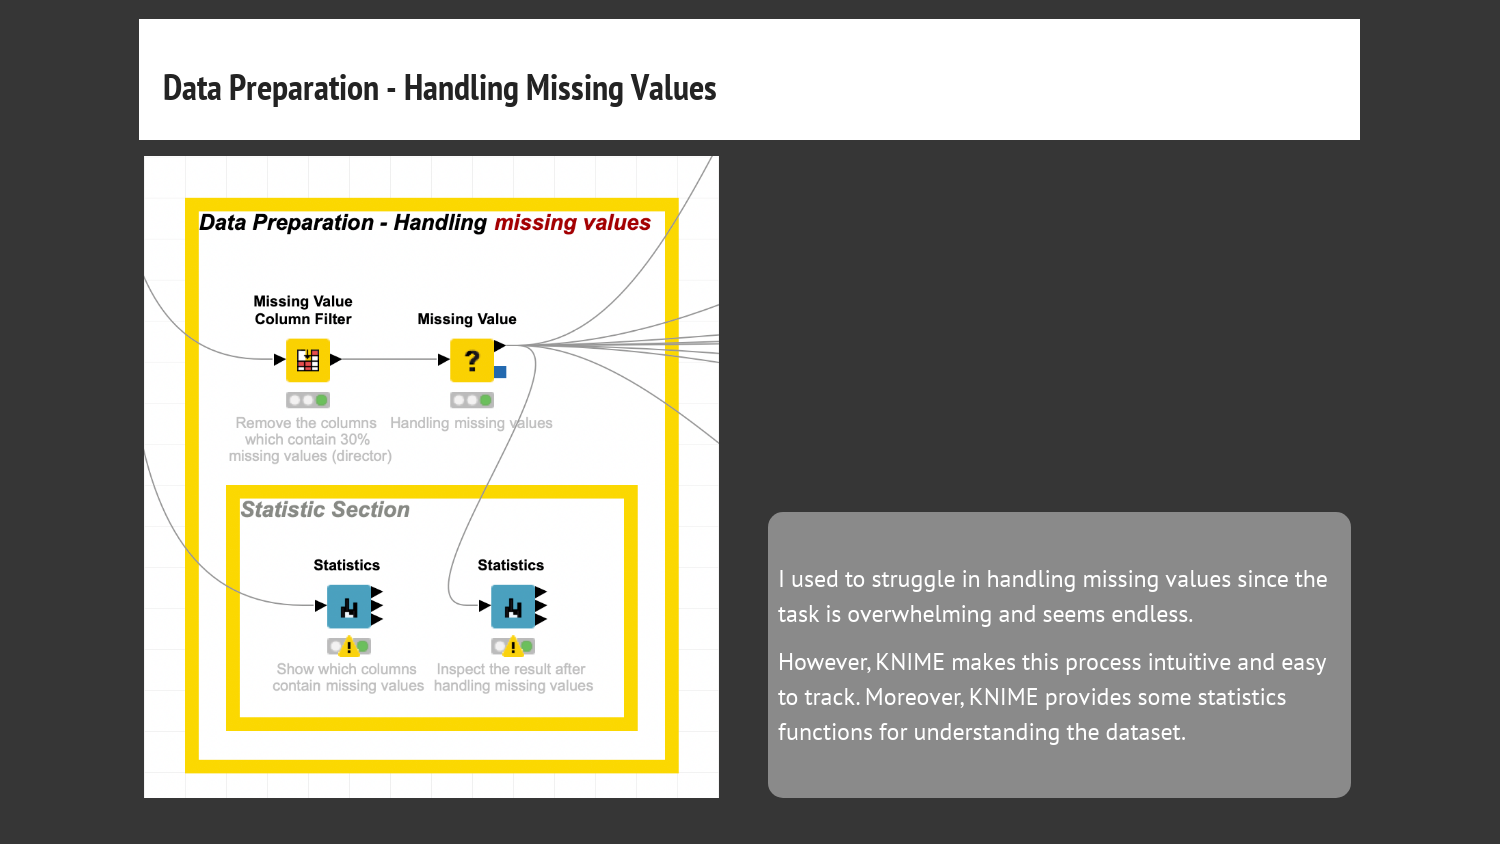 Data Preparation - Handling Missing Values
Data Preparation - Handling missing values
Missing Value
Column Filter
Missing Value
?
Remove the columns
which contain 30%
missing values (director)
Handling missing values
Statistic Section
Statistics
Statistics
!
!
Show which columns
contain missing values
Inspect the result after
handling missing values
I used to struggle in handling missing values since the
task is overwhelming and seems endless.
However, KNIME makes this process intuitive and easy
to track. Moreover, KNIME provides some statistics
functions for understanding the dataset.